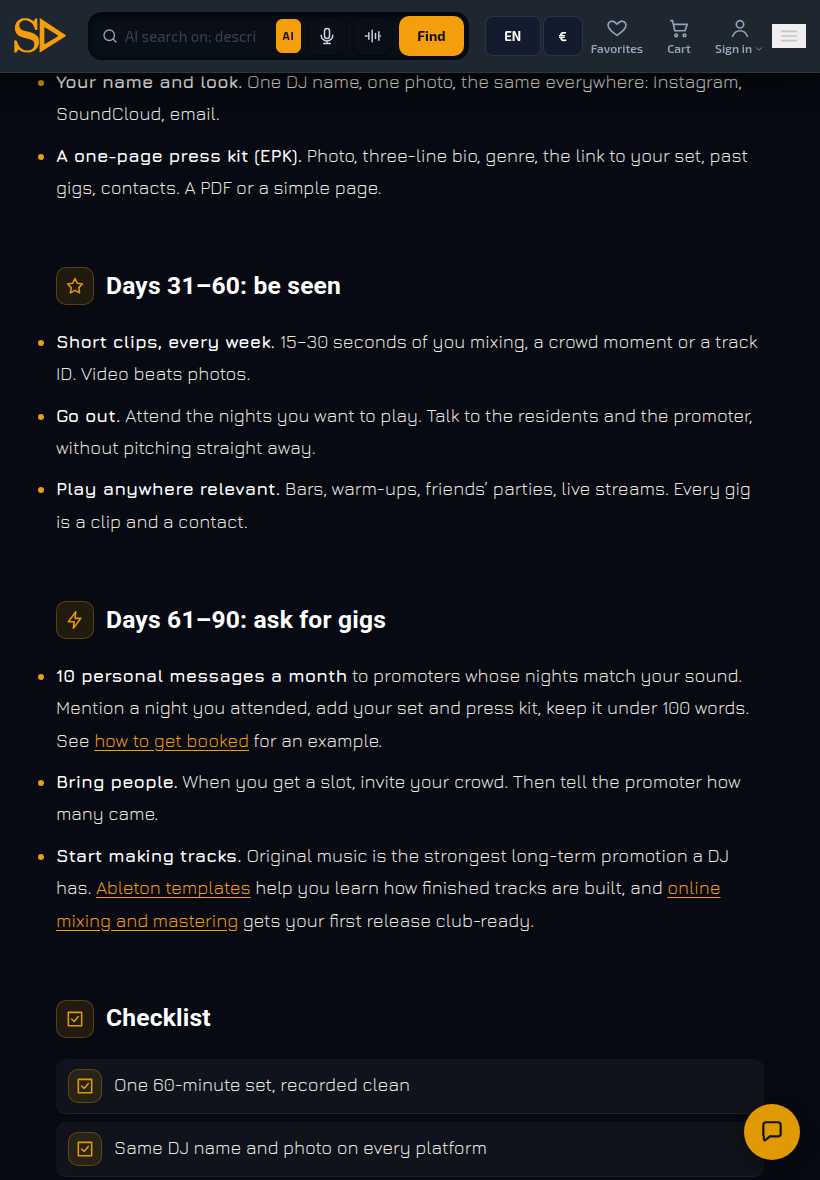 SD
AI search on: descri
AI
Find
EN
€
Favorites
Cart
Sign in
Your name and look. One DJ name, one photo, the same everywhere: Instagram,
SoundCloud, email.
A one-page press kit (EPK). Photo, three-line bio, genre, the link to your set, past
gigs, contacts. A PDF or a simple page.
Days 31–60: be seen
Short clips, every week. 15–30 seconds of you mixing, a crowd moment or a track
ID. Video beats photos.
Go out. Attend the nights you want to play. Talk to the residents and the promoter,
without pitching straight away.
Play anywhere relevant. Bars, warm-ups, friends’ parties, live streams. Every gig
is a clip and a contact.
Days 61–90: ask for gigs
10 personal messages a month to promoters whose nights match your sound.
Mention a night you attended, add your set and press kit, keep it under 100 words.
See how to get booked for an example.
Bring people. When you get a slot, invite your crowd. Then tell the promoter how
many came.
Start making tracks. Original music is the strongest long-term promotion a DJ
has. Ableton templates help you learn how finished tracks are built, and online
mixing and mastering gets your first release club-ready.
Checklist
One 60-minute set, recorded clean
Same DJ name and photo on every platform